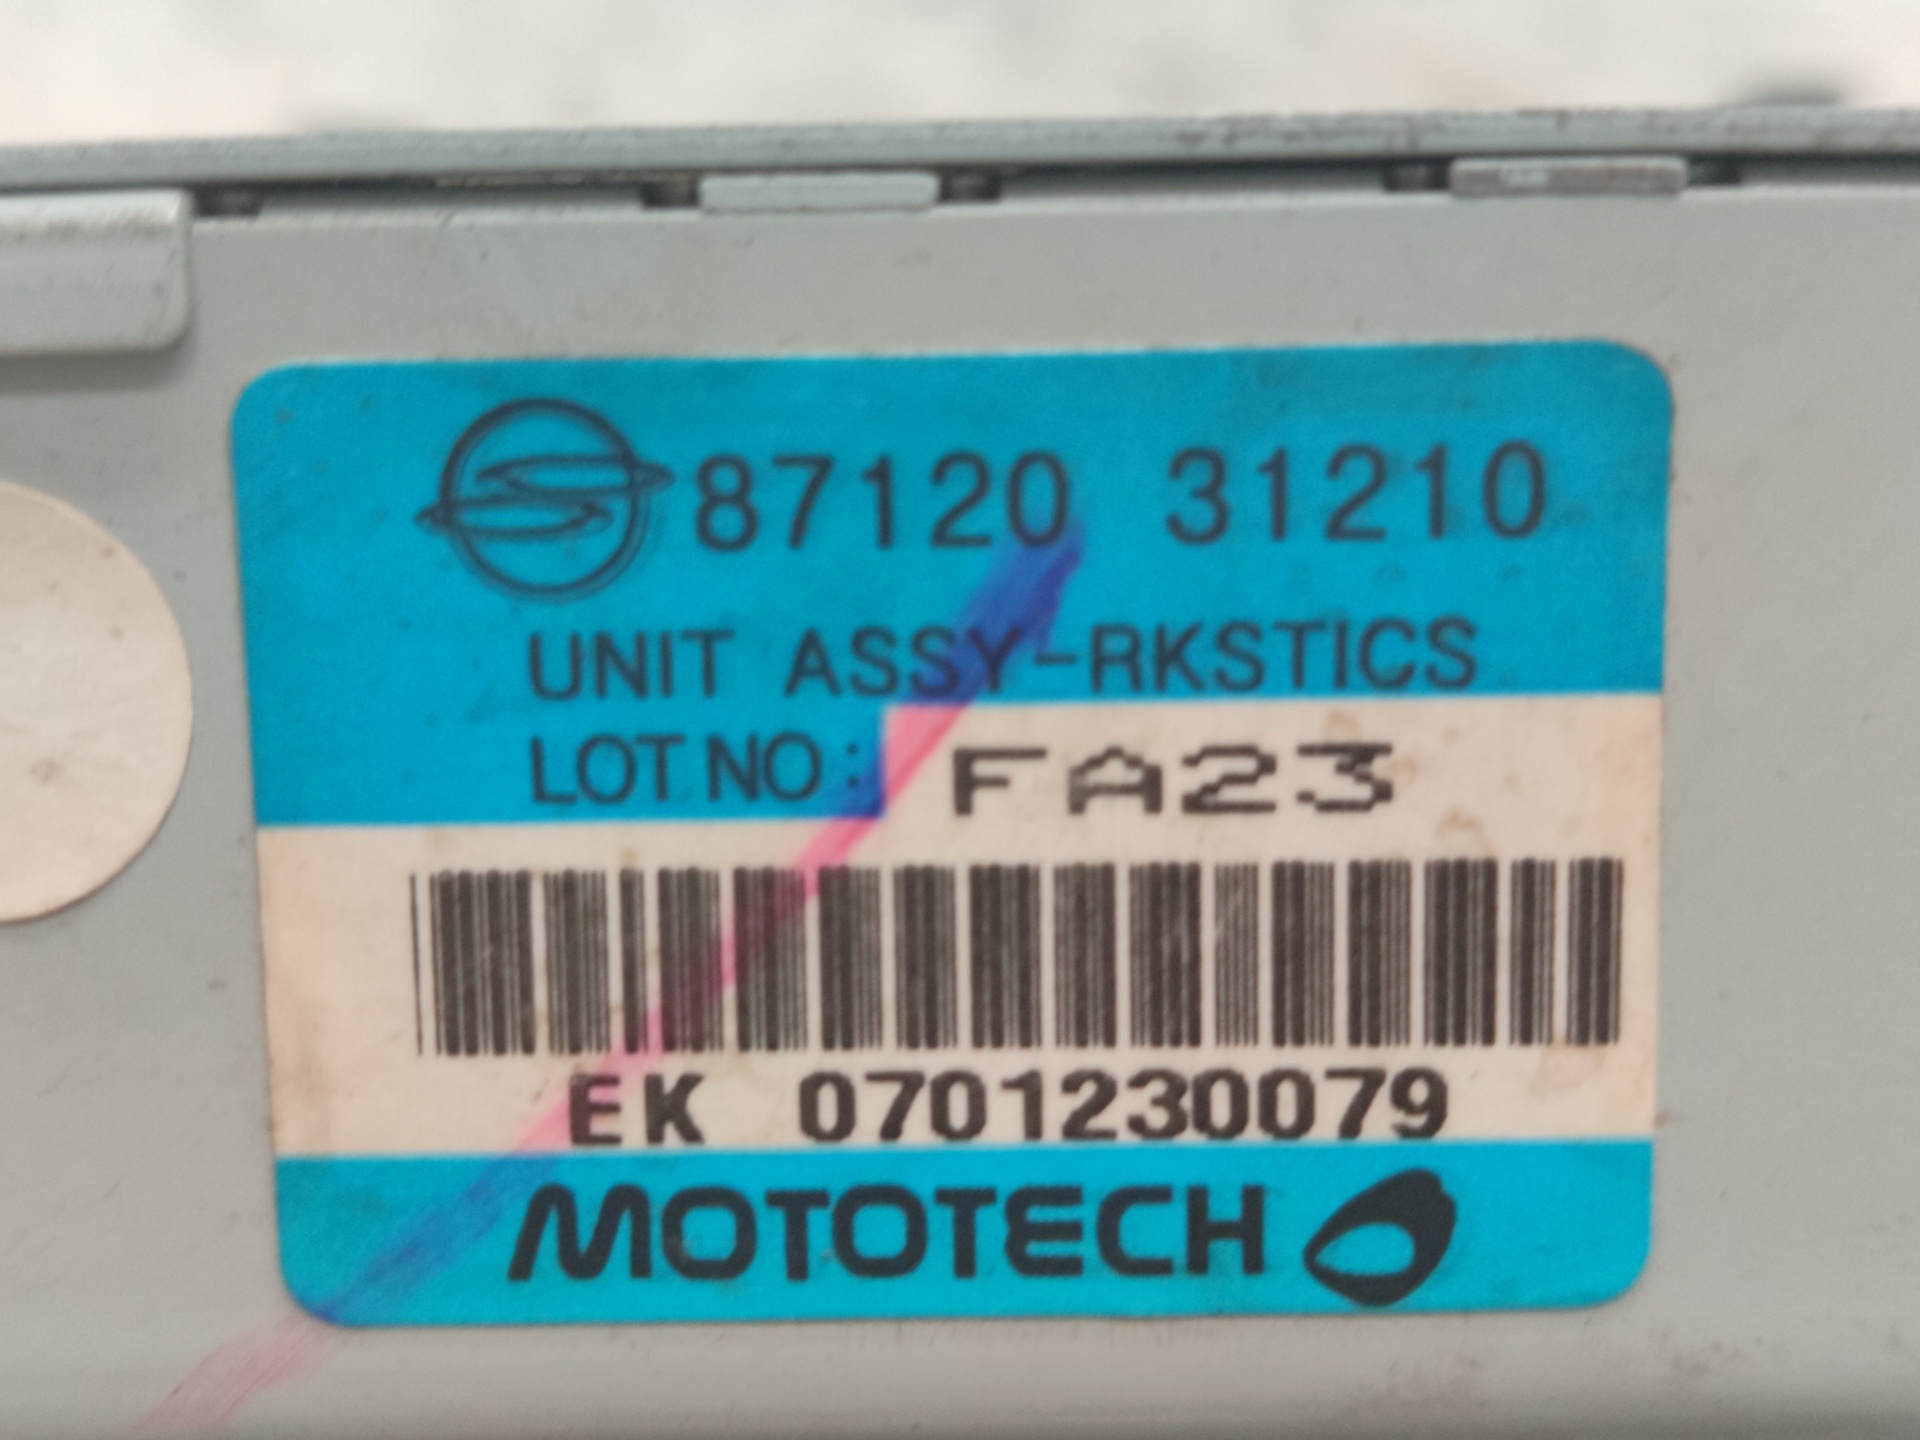 87120 31210
UNIT ASSY-RKSTICS
LOT NO : FA23
EK 0701230079
MOTOTECH